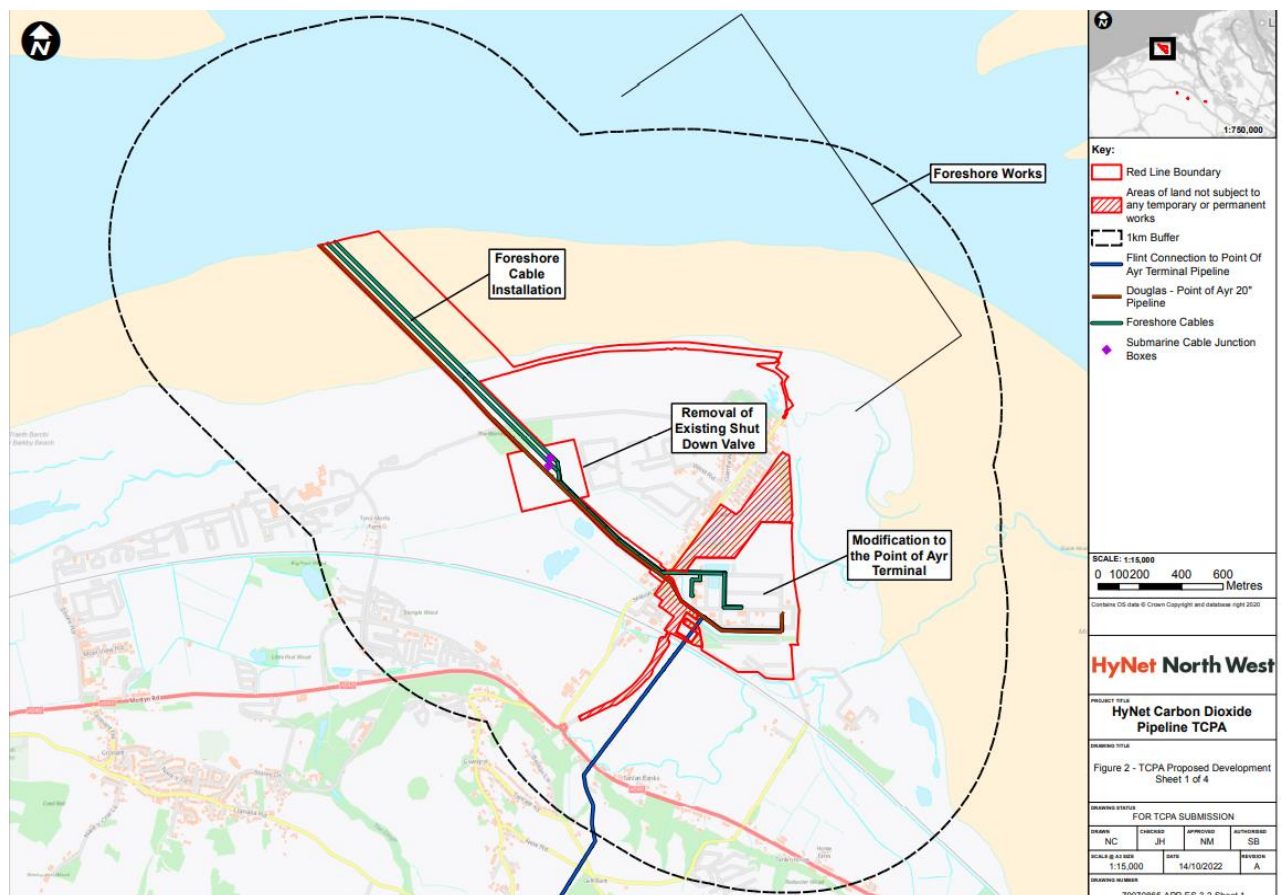 N
Foreshore Works
Foreshore
Cable
Installation
Removal of
Existing Shut
Down Valve
Modification to
the Point of Ayr
Terminal
Tanlan Banks
Mostyn Rd
Gronant
1:750,000
Key:
Red Line Boundary
Areas of land not subject to
any temporary or permanent
works
1km Buffer
Flint Connection to Point Of
Ayr Terminal Pipeline
Douglas - Point of Ayr 20"
Pipeline
Foreshore Cables
Submarine Cable Junction
Boxes
SCALE: 1:15,000
0 100200 400 600
Metres
Contains OS data © Crown Copyright and database right 2020
HyNet North West
PROJECT TITLE
HyNet Carbon Dioxide
Pipeline TCPA
DRAWING TITLE
Figure 2 - TCPA Proposed Development
Sheet 1 of 4
DRAWING STATUS
FOR TCPA SUBMISSION
DRAWN CHECKED APPROVED AUTHORISED
NC JH NM SB
SCALE @ A3 SIZE DATE REVISION
1:15,000 14/10/2022 A
DRAWING NUMBER